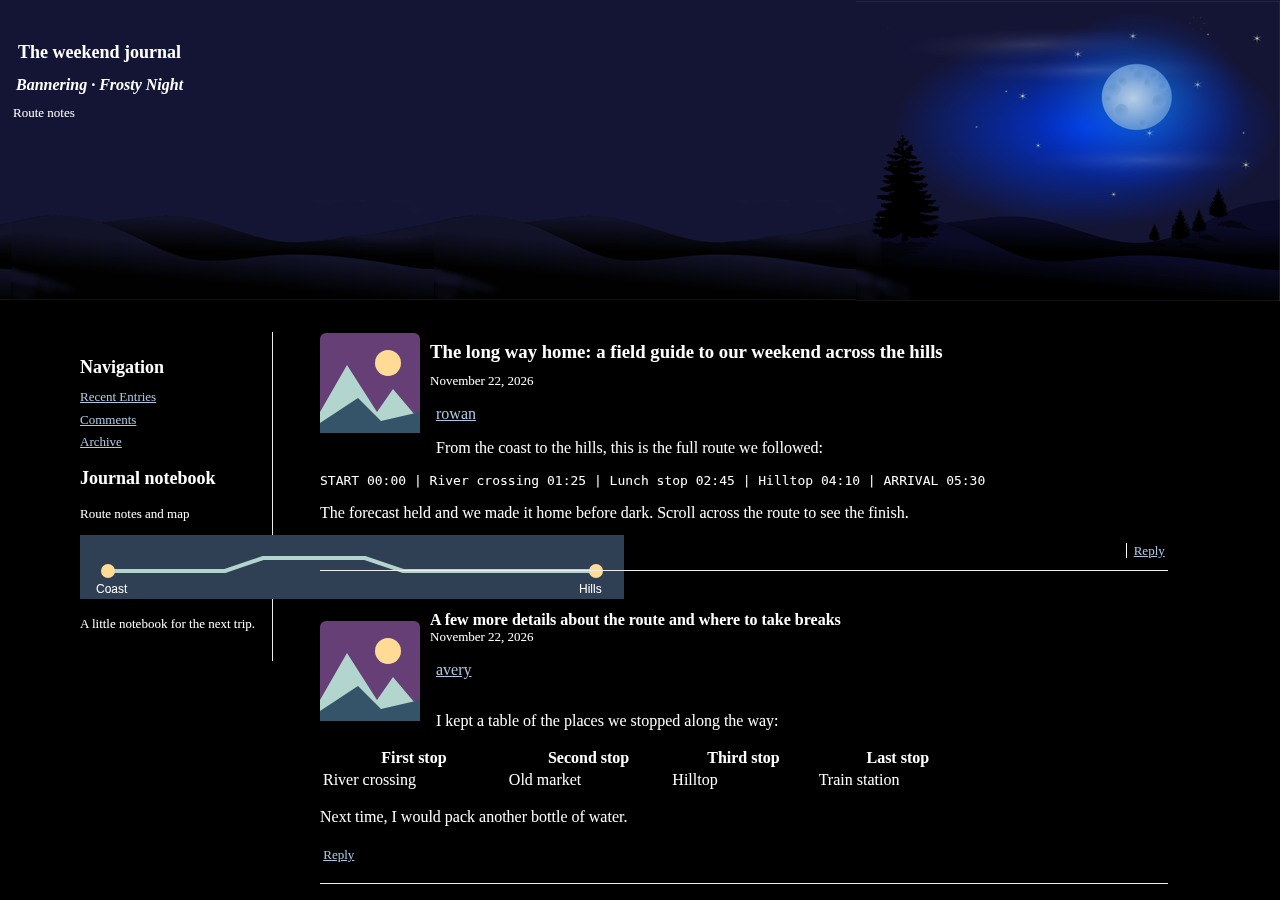 The weekend journal
Bannering · Frosty Night
Route notes
Navigation
Recent Entries
Comments
Archive
Journal notebook
Route notes and map
Coast
Hills
A little notebook for the next trip.
The long way home: a field guide to our weekend across the hills
November 22, 2026
rowan
From the coast to the hills, this is the full route we followed:
START 00:00 | River crossing 01:25 | Lunch stop 02:45 | Hilltop 04:10 | ARRIVAL 05:30
The forecast held and we made it home before dark. Scroll across the route to see the finish.
Reply
A few more details about the route and where to take breaks
November 22, 2026
avery
I kept a table of the places we stopped along the way:
First stop Second stop Third stop Last stop
River crossing Old market Hilltop Train station
Next time, I would pack another bottle of water.
Reply